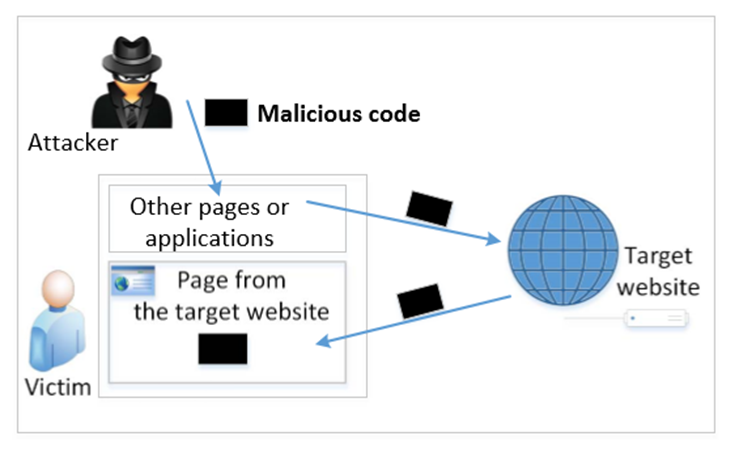 Malicious code
Attacker
Other pages or
applications
Page from
the target website
Target
website
Victim